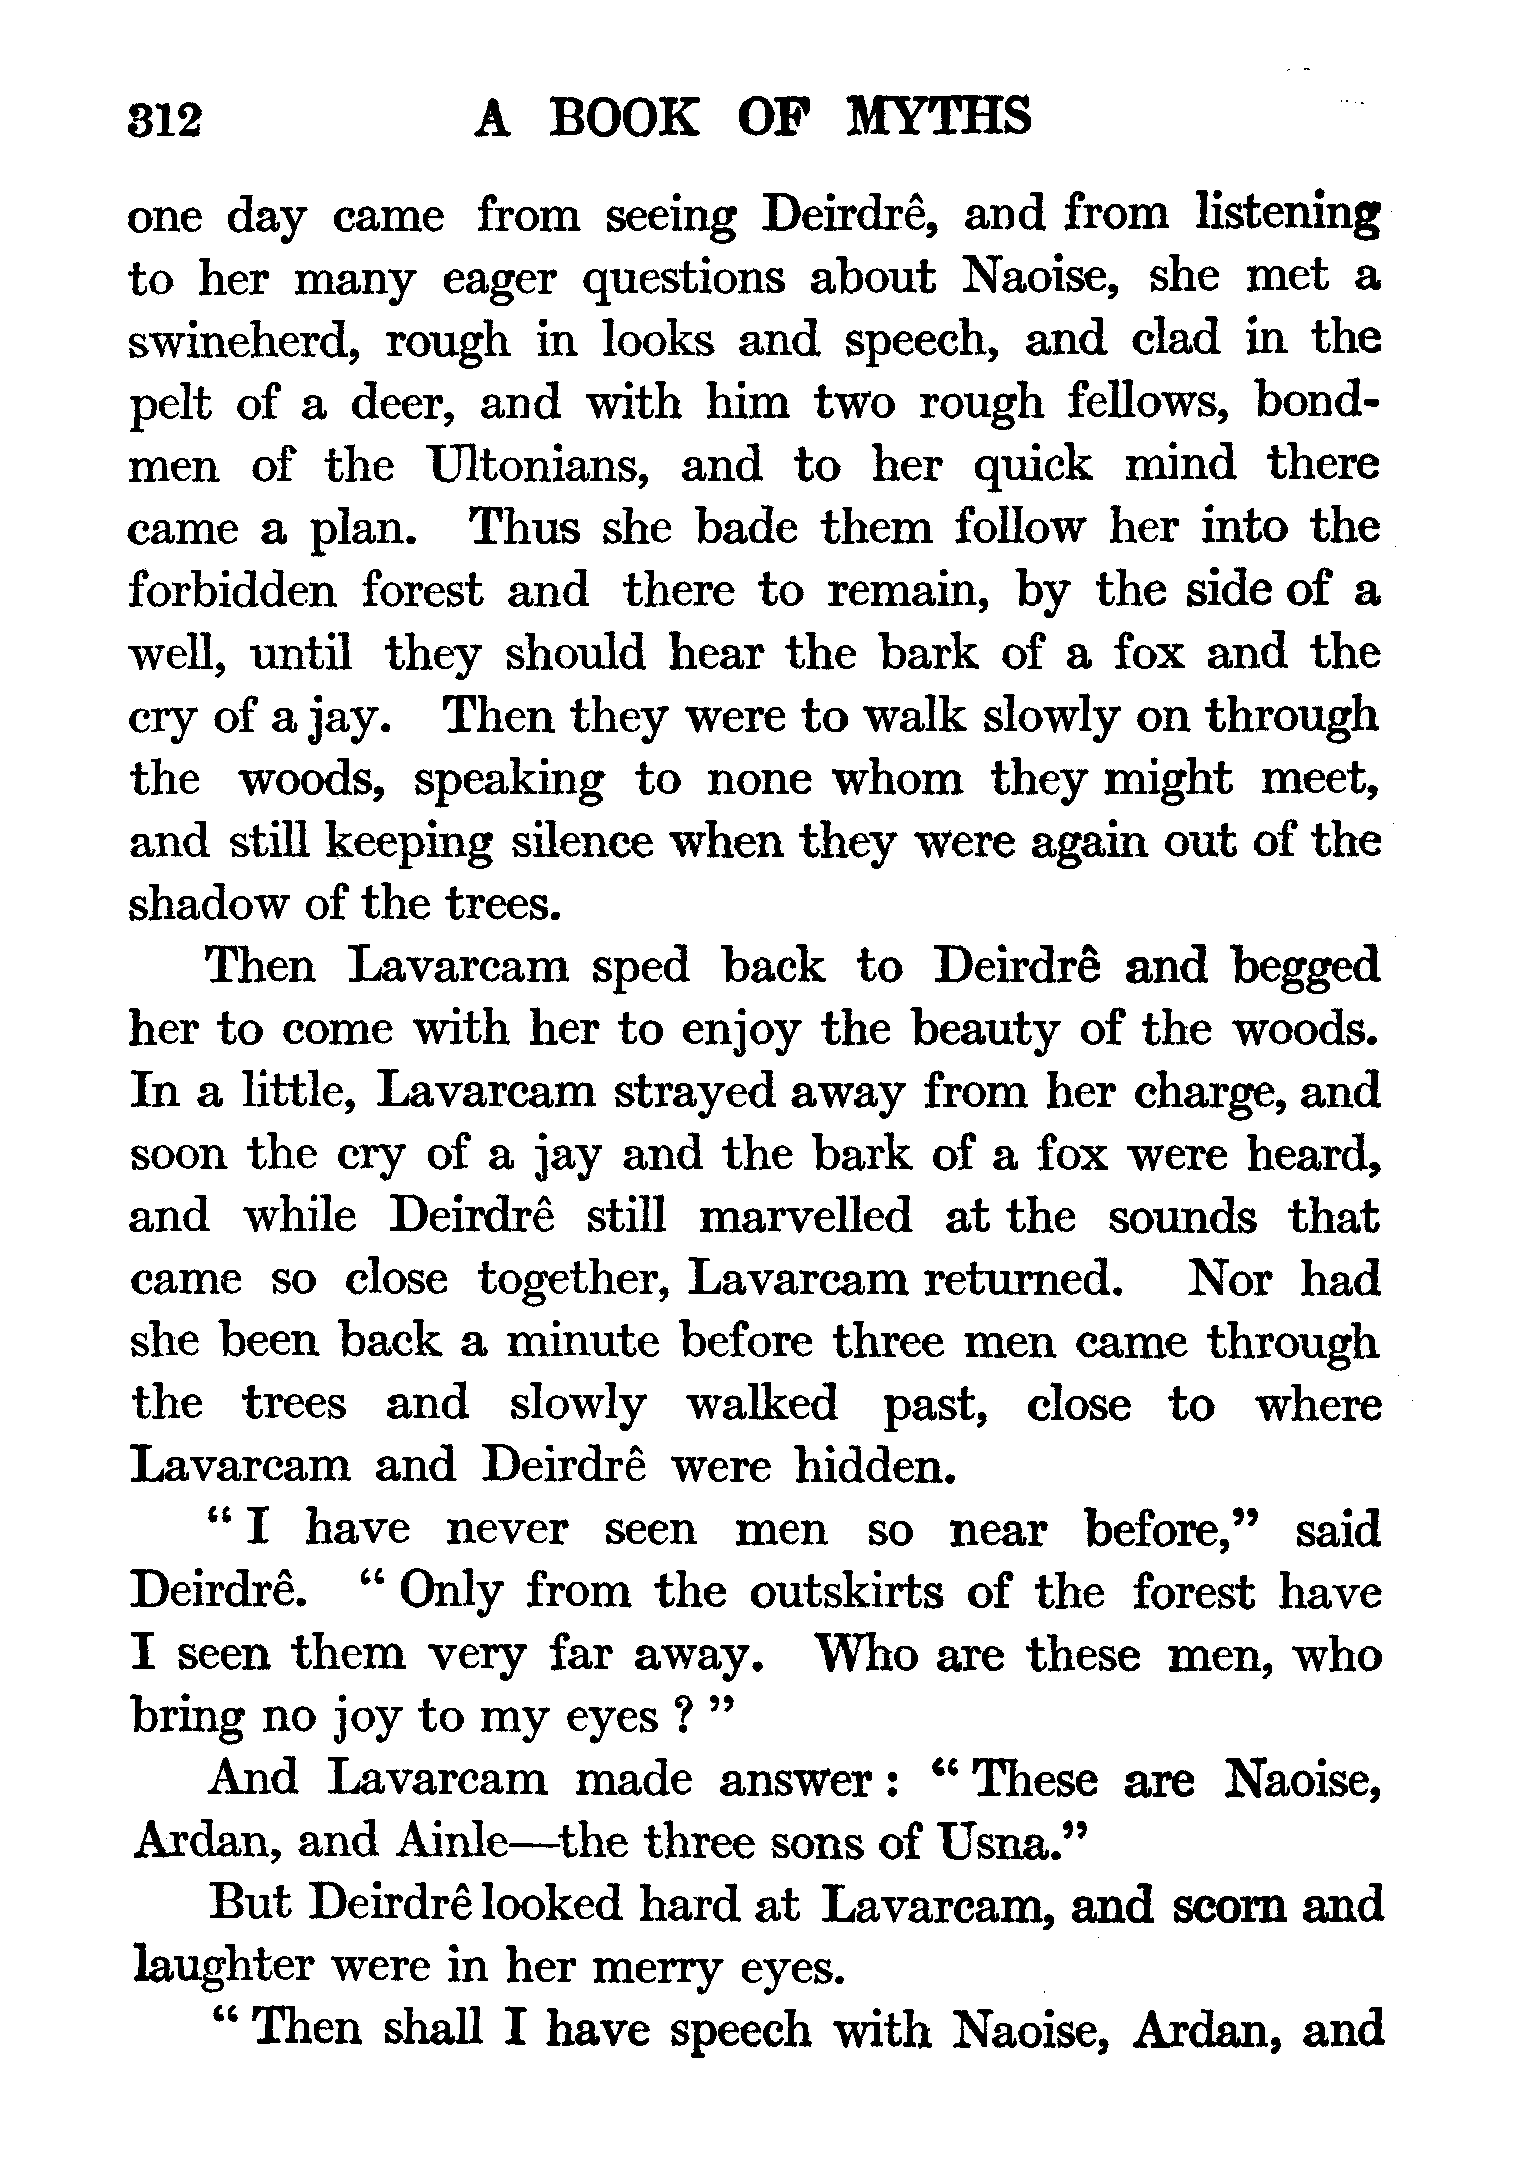 312 A BOOK OF MYTHS
one day came from seeing Deirdrê, and from listening
to her many eager questions about Naoise, she met a
swineherd, rough in looks and speech, and clad in the
pelt of a deer, and with him two rough fellows, bond-
men of the Ultonians, and to her quick mind there
came a plan. Thus she bade them follow her into the
forbidden forest and there to remain, by the side of a
well, until they should hear the bark of a fox and the
cry of a jay. Then they were to walk slowly on through
the woods, speaking to none whom they might meet,
and still keeping silence when they were again out of the
shadow of the trees.
Then Lavarcam sped back to Deirdrê and begged
her to come with her to enjoy the beauty of the woods.
In a little, Lavarcam strayed away from her charge, and
soon the cry of a jay and the bark of a fox were heard,
and while Deirdrê still marvelled at the sounds that
came so close together, Lavarcam returned. Nor had
she been back a minute before three men came through
the trees and slowly walked past, close to where
Lavarcam and Deirdrê were hidden.
“ I have never seen men so near before,” said
Deirdrê. “ Only from the outskirts of the forest have
I seen them very far away. Who are these men, who
bring no joy to my eyes ? ”
And Lavarcam made answer : “ These are Naoise,
Ardan, and Ainle—the three sons of Usna.”
But Deirdrê looked hard at Lavarcam, and scorn and
laughter were in her merry eyes.
“ Then shall I have speech with Naoise, Ardan, and